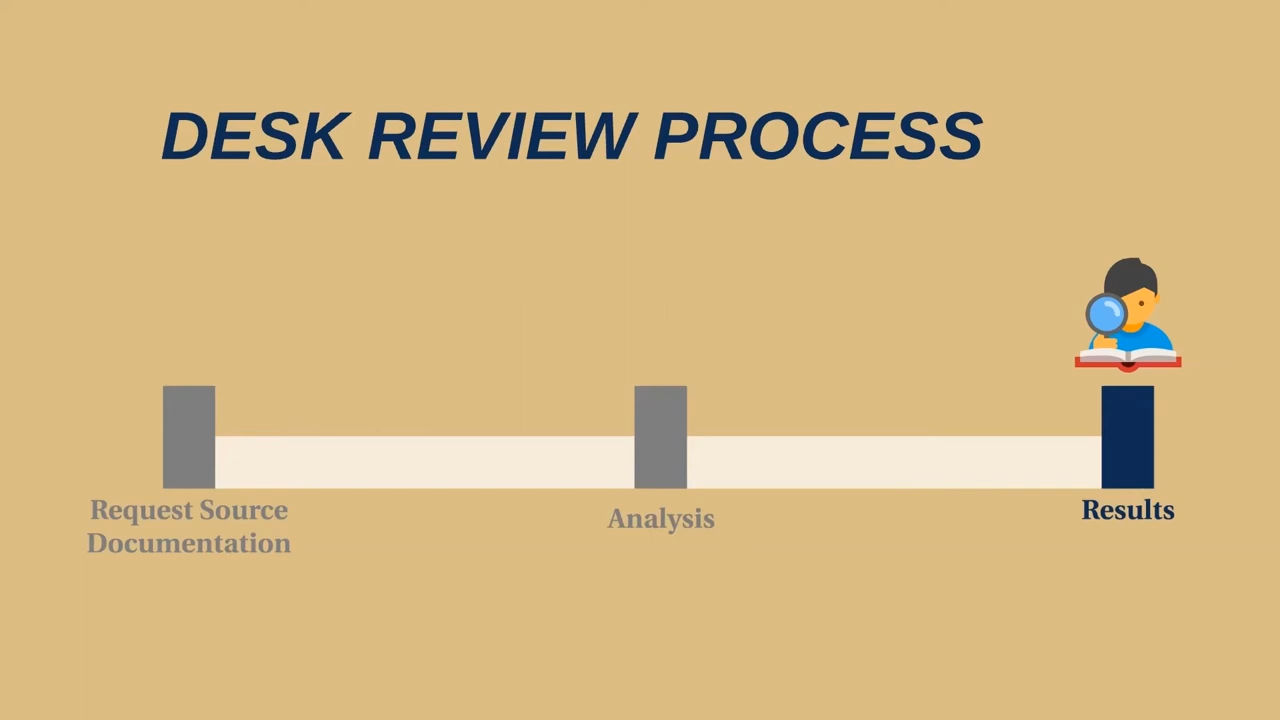 DESK REVIEW PROCESS
Request Source
Documentation
Analysis
Results